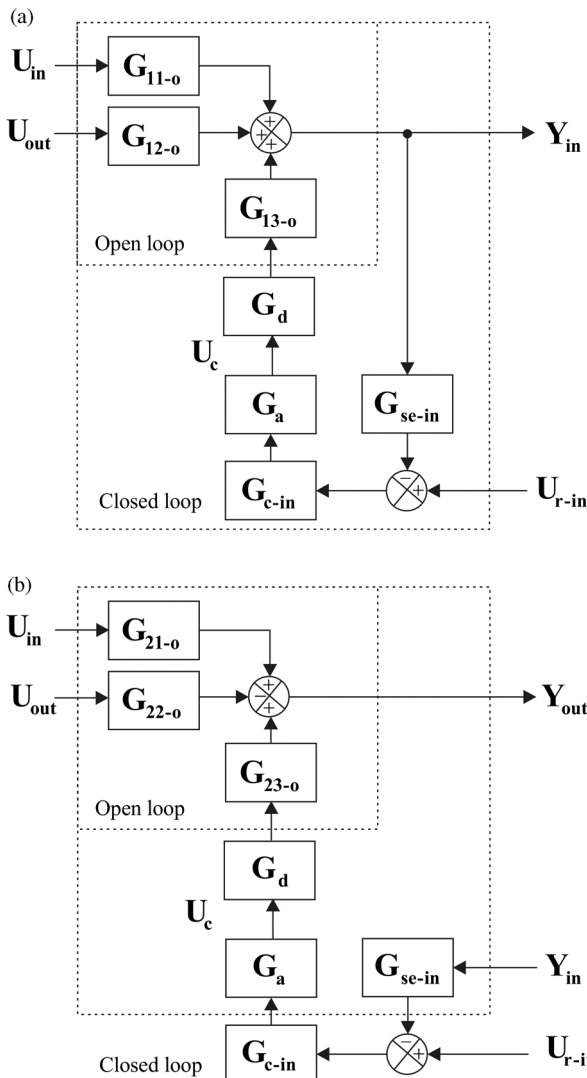 (a)
U_in
G_11-o
U_out
G_12-o
+
+
+
Y_in
G_13-o
Open loop
G_d
U_c
G_a
G_se-in
Closed loop
G_c-in
−
+
U_r-in
(b)
U_in
G_21-o
U_out
G_22-o
+
−
+
Y_out
G_23-o
Open loop
G_d
U_c
G_a
G_se-in
Y_in
Closed loop
G_c-in
−
+
U_r-i